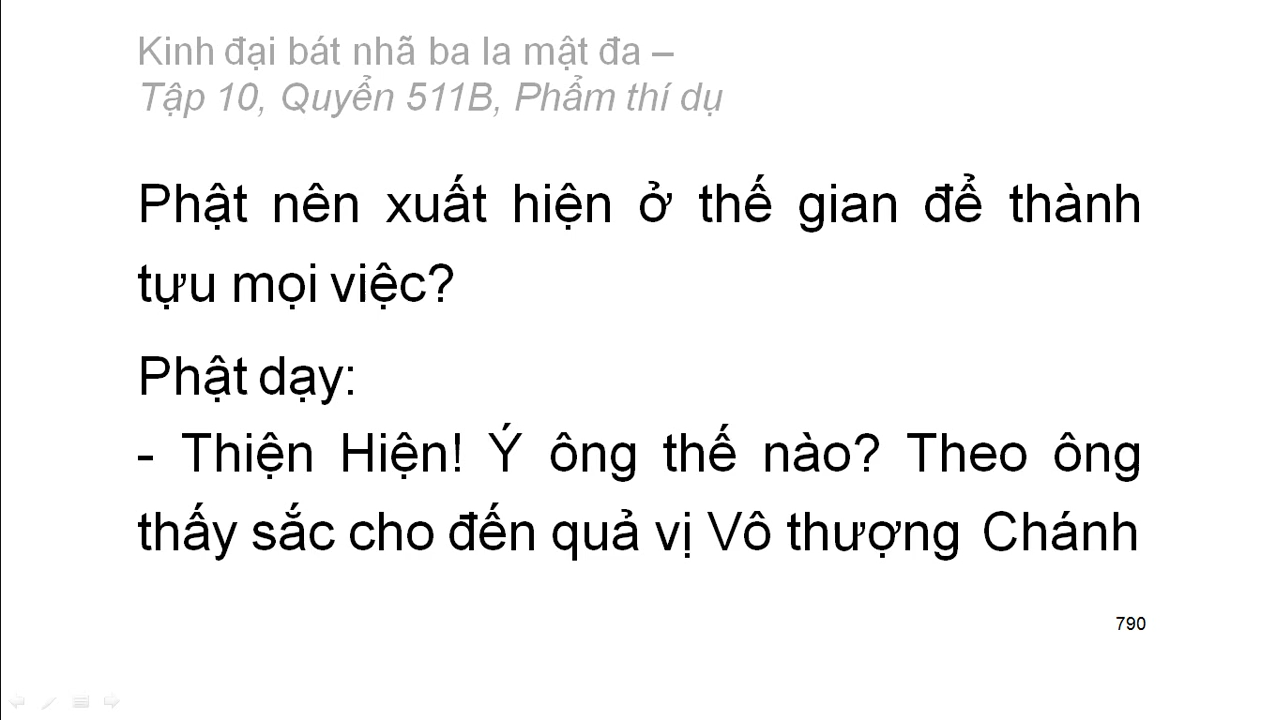 Kinh đại bát nhã ba la mật đa –
Tập 10, Quyển 511B, Phẩm thí dụ
Phật nên xuất hiện ở thế gian để thành
tựu mọi việc?
Phật dạy:
- Thiện Hiện! Ý ông thế nào? Theo ông
thấy sắc cho đến quả vị Vô thượng Chánh
790